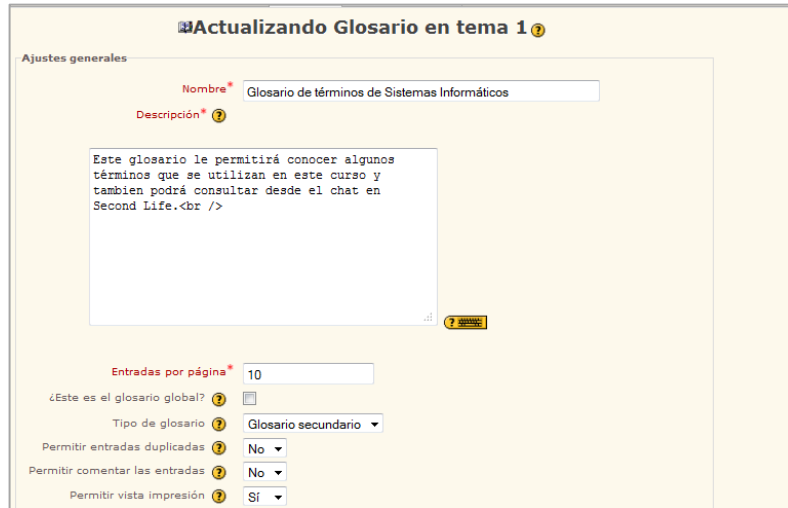 Actualizando Glosario en tema 1
Ajustes generales
Nombre* Glosario de términos de Sistemas Informáticos
Descripción*
Este glosario le permitirá conocer algunos
términos que se utilizan en este curso y
tambien podrá consultar desde el chat en
Second Life.<br />
Entradas por página* 10
¿Este es el glosario global?
Tipo de glosario Glosario secundario
Permitir entradas duplicadas No
Permitir comentar las entradas No
Permitir vista impresión Sí